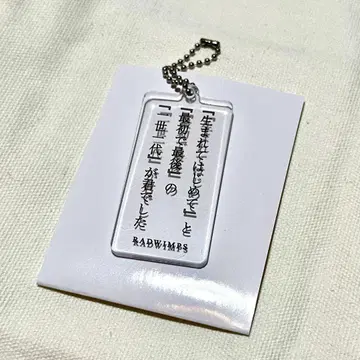 『生まれてはじめて』と
『最初で最後』の
『一世一代』が着でした
RADWIMPS